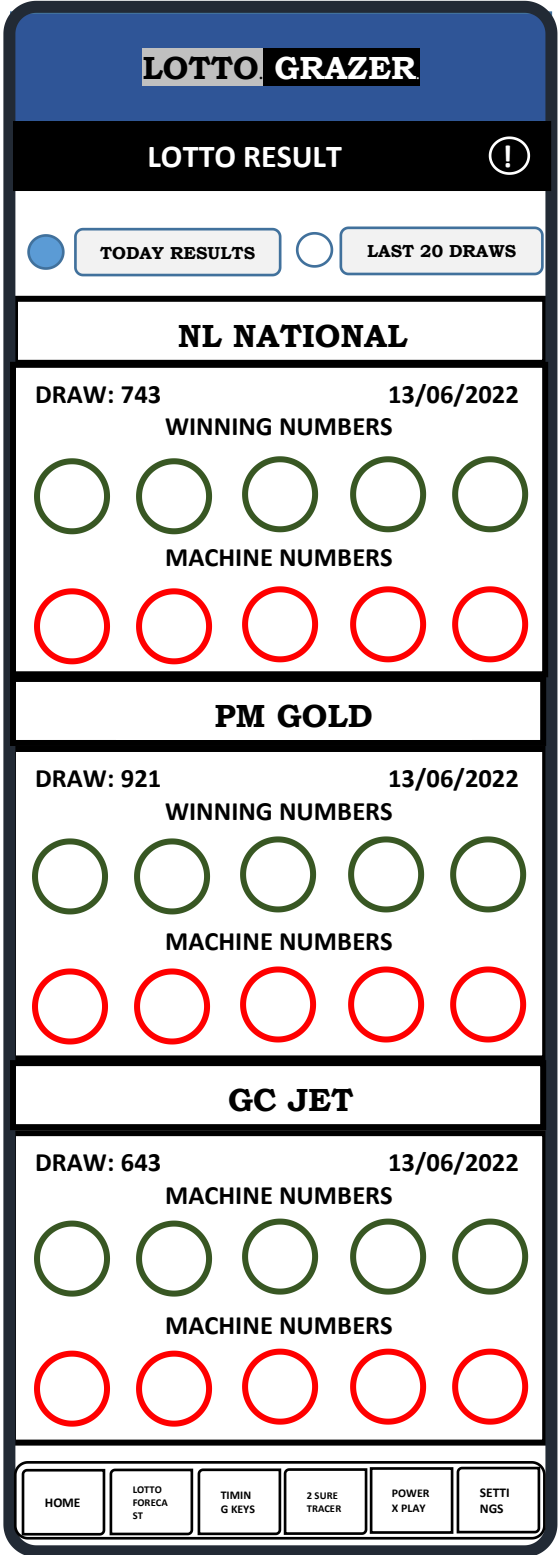 LOTTO. GRAZER.
LOTTO RESULT !
TODAY RESULTS LAST 20 DRAWS
NL NATIONAL
DRAW: 743 13/06/2022
WINNING NUMBERS
MACHINE NUMBERS
PM GOLD
DRAW: 921 13/06/2022
WINNING NUMBERS
MACHINE NUMBERS
GC JET
DRAW: 643 13/06/2022
MACHINE NUMBERS
MACHINE NUMBERS
HOME
LOTTO
FORECA
ST
TIMIN
G KEYS
2 SURE
TRACER
POWER
X PLAY
SETTI
NGS